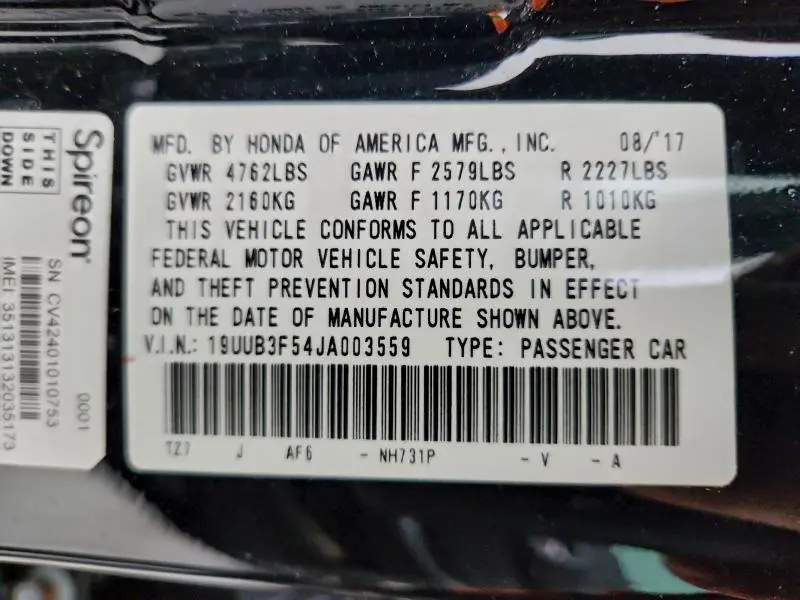 MFD. BY HONDA OF AMERICA MFG., INC. 08/'17
GVWR 4762LBS GAWR F 2579LBS R 2227LBS
GVWR 2160KG GAWR F 1170KG R 1010KG
THIS VEHICLE CONFORMS TO ALL APPLICABLE
FEDERAL MOTOR VEHICLE SAFETY, BUMPER,
AND THEFT PREVENTION STANDARDS IN EFFECT
ON THE DATE OF MANUFACTURE SHOWN ABOVE.
V.I.N.: 19UUB3F54JA003559 TYPE: PASSENGER CAR
TZ7 J AF6 - NH731P - V - A
Spireon
THIS
SIDE
DOWN
SN CV42401010753
0001
IMEI 351313132035173